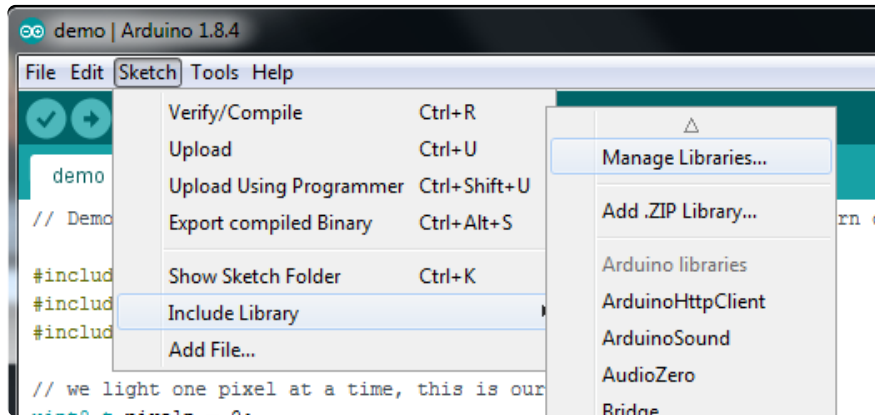 demo | Arduino 1.8.4
File Edit Sketch Tools Help
Verify/Compile Ctrl+R
Upload Ctrl+U
Upload Using Programmer Ctrl+Shift+U
Export compiled Binary Ctrl+Alt+S
Show Sketch Folder Ctrl+K
Include Library
Add File...
Manage Libraries...
Add .ZIP Library...
Arduino libraries
ArduinoHttpClient
ArduinoSound
AudioZero
Bridge
demo
// Demo
#includ
#includ
#includ
// we light one pixel at a time, this is our